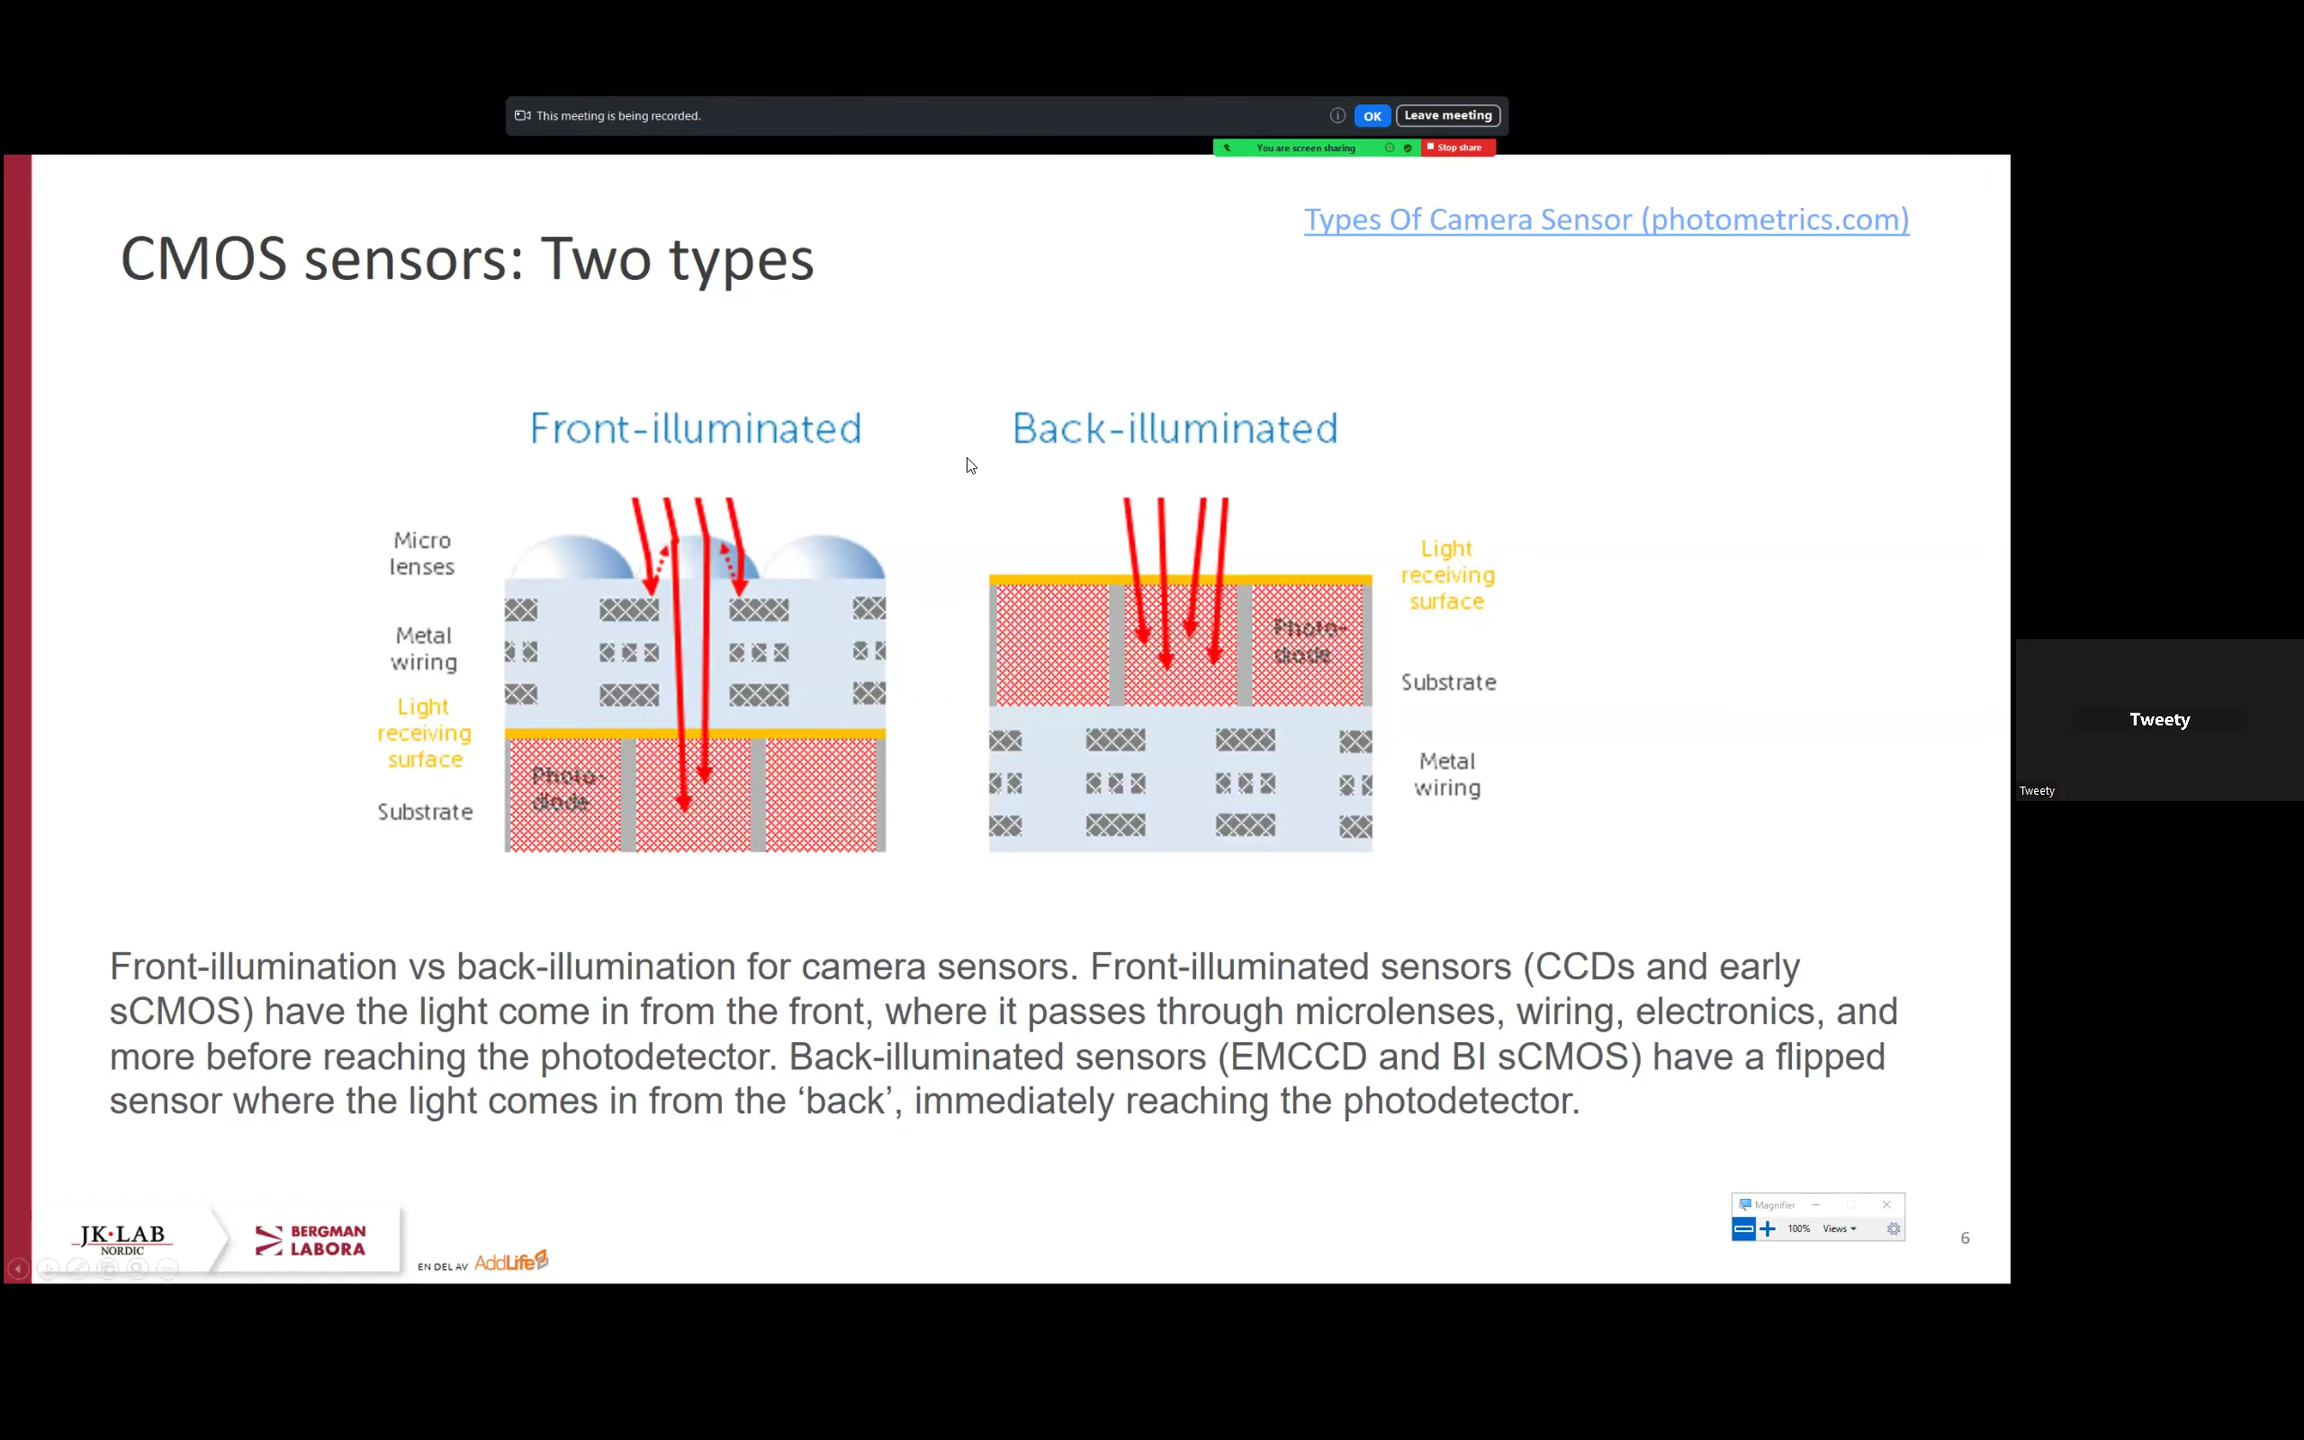 This meeting is being recorded.
OK
Leave meeting
You are screen sharing
Stop share
Types Of Camera Sensor (photometrics.com)
CMOS sensors: Two types
Front-illuminated
Back-illuminated
Micro
lenses
Metal
wiring
Light
receiving
surface
Substrate
Photo-
diode
Photo-
diode
Light
receiving
surface
Substrate
Metal
wiring
Tweety
Tweety
Front-illumination vs back-illumination for camera sensors. Front-illuminated sensors (CCDs and early
sCMOS) have the light come in from the front, where it passes through microlenses, wiring, electronics, and
more before reaching the photodetector. Back-illuminated sensors (EMCCD and BI sCMOS) have a flipped
sensor where the light comes in from the ‘back’, immediately reaching the photodetector.
JK·LAB
NORDIC
BERGMAN
LABORA
EN DEL AV AddLife
Magnifier
100% Views
6